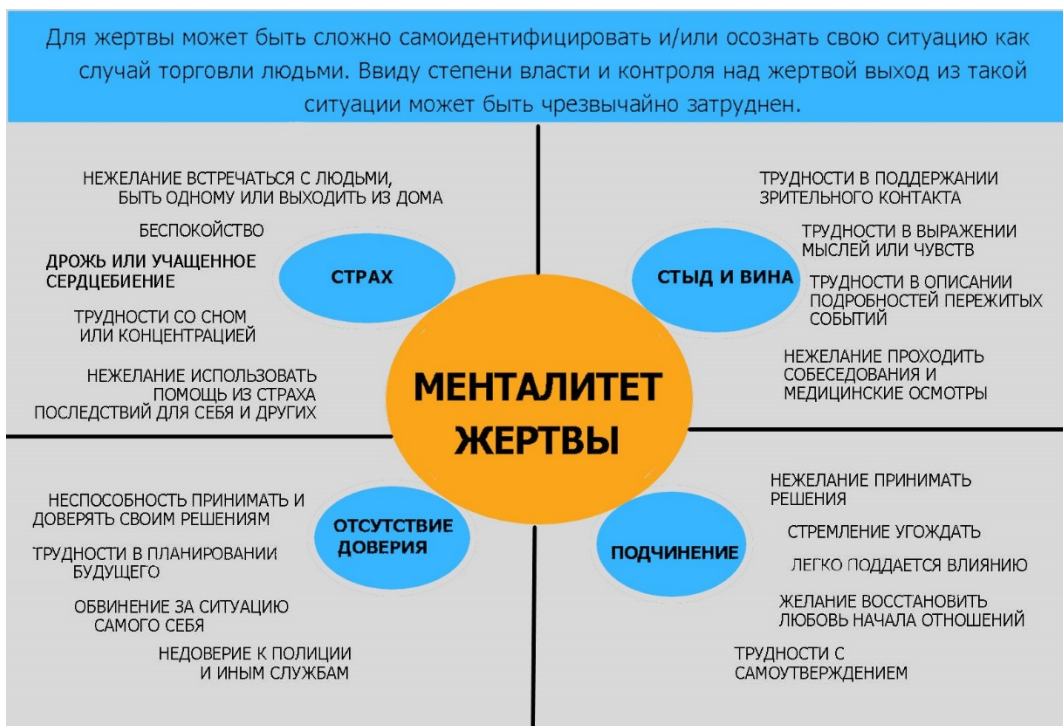 Для жертвы может быть сложно самоидентифицировать и/или осознать свою ситуацию как
случай торговли людьми. Ввиду степени власти и контроля над жертвой выход из такой
ситуации может быть чрезвычайно затруднен.
НЕЖЕЛАНИЕ ВСТРЕЧАТЬСЯ С ЛЮДЬМИ,
БЫТЬ ОДНОМУ ИЛИ ВЫХОДИТЬ ИЗ ДОМА
БЕСПОКОЙСТВО
ДРОЖЬ ИЛИ УЧАЩЕННОЕ
СЕРДЦЕБИЕНИЕ
ТРУДНОСТИ СО СНОМ
ИЛИ КОНЦЕНТРАЦИЕЙ
НЕЖЕЛАНИЕ ИСПОЛЬЗОВАТЬ
ПОМОЩЬ ИЗ СТРАХА
ПОСЛЕДСТВИЙ ДЛЯ СЕБЯ И ДРУГИХ
СТРАХ
СТЫД И ВИНА
ТРУДНОСТИ В ПОДДЕРЖАНИИ
ЗРИТЕЛЬНОГО КОНТАКТА
ТРУДНОСТИ В ВЫРАЖЕНИИ
МЫСЛЕЙ ИЛИ ЧУВСТВ
ТРУДНОСТИ В ОПИСАНИИ
ПОДРОБНОСТЕЙ ПЕРЕЖИТЫХ
СОБЫТИЙ
НЕЖЕЛАНИЕ ПРОХОДИТЬ
СОБЕСЕДОВАНИЯ И
МЕДИЦИНСКИЕ ОСМОТРЫ
МЕНТАЛИТЕТ
ЖЕРТВЫ
НЕСПОСОБНОСТЬ ПРИНИМАТЬ И
ДОВЕРЯТЬ СВОИМ РЕШЕНИЯМ
ТРУДНОСТИ В ПЛАНИРОВАНИИ
БУДУЩЕГО
ОБВИНЕНИЕ ЗА СИТУАЦИЮ
САМОГО СЕБЯ
НЕДОВЕРИЕ К ПОЛИЦИИ
И ИНЫМ СЛУЖБАМ
ОТСУТСТВИЕ
ДОВЕРИЯ
ПОДЧИНЕНИЕ
НЕЖЕЛАНИЕ ПРИНИМАТЬ
РЕШЕНИЯ
СТРЕМЛЕНИЕ УГОЖДАТЬ
ЛЕГКО ПОДДАЕТСЯ ВЛИЯНИЮ
ЖЕЛАНИЕ ВОССТАНОВИТЬ
ЛЮБОВЬ НАЧАЛА ОТНОШЕНИЙ
ТРУДНОСТИ С
САМОУТВЕРЖДЕНИЕМ